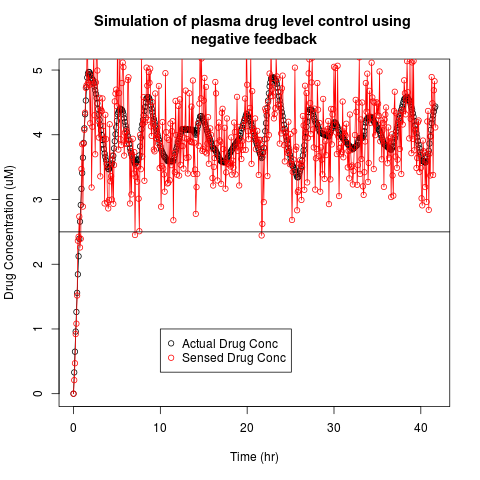 Simulation of plasma drug level control using
negative feedback
Drug Concentration (uM)
5
4
3
2
1
0
Actual Drug Conc
Sensed Drug Conc
0 10 20 30 40
Time (hr)